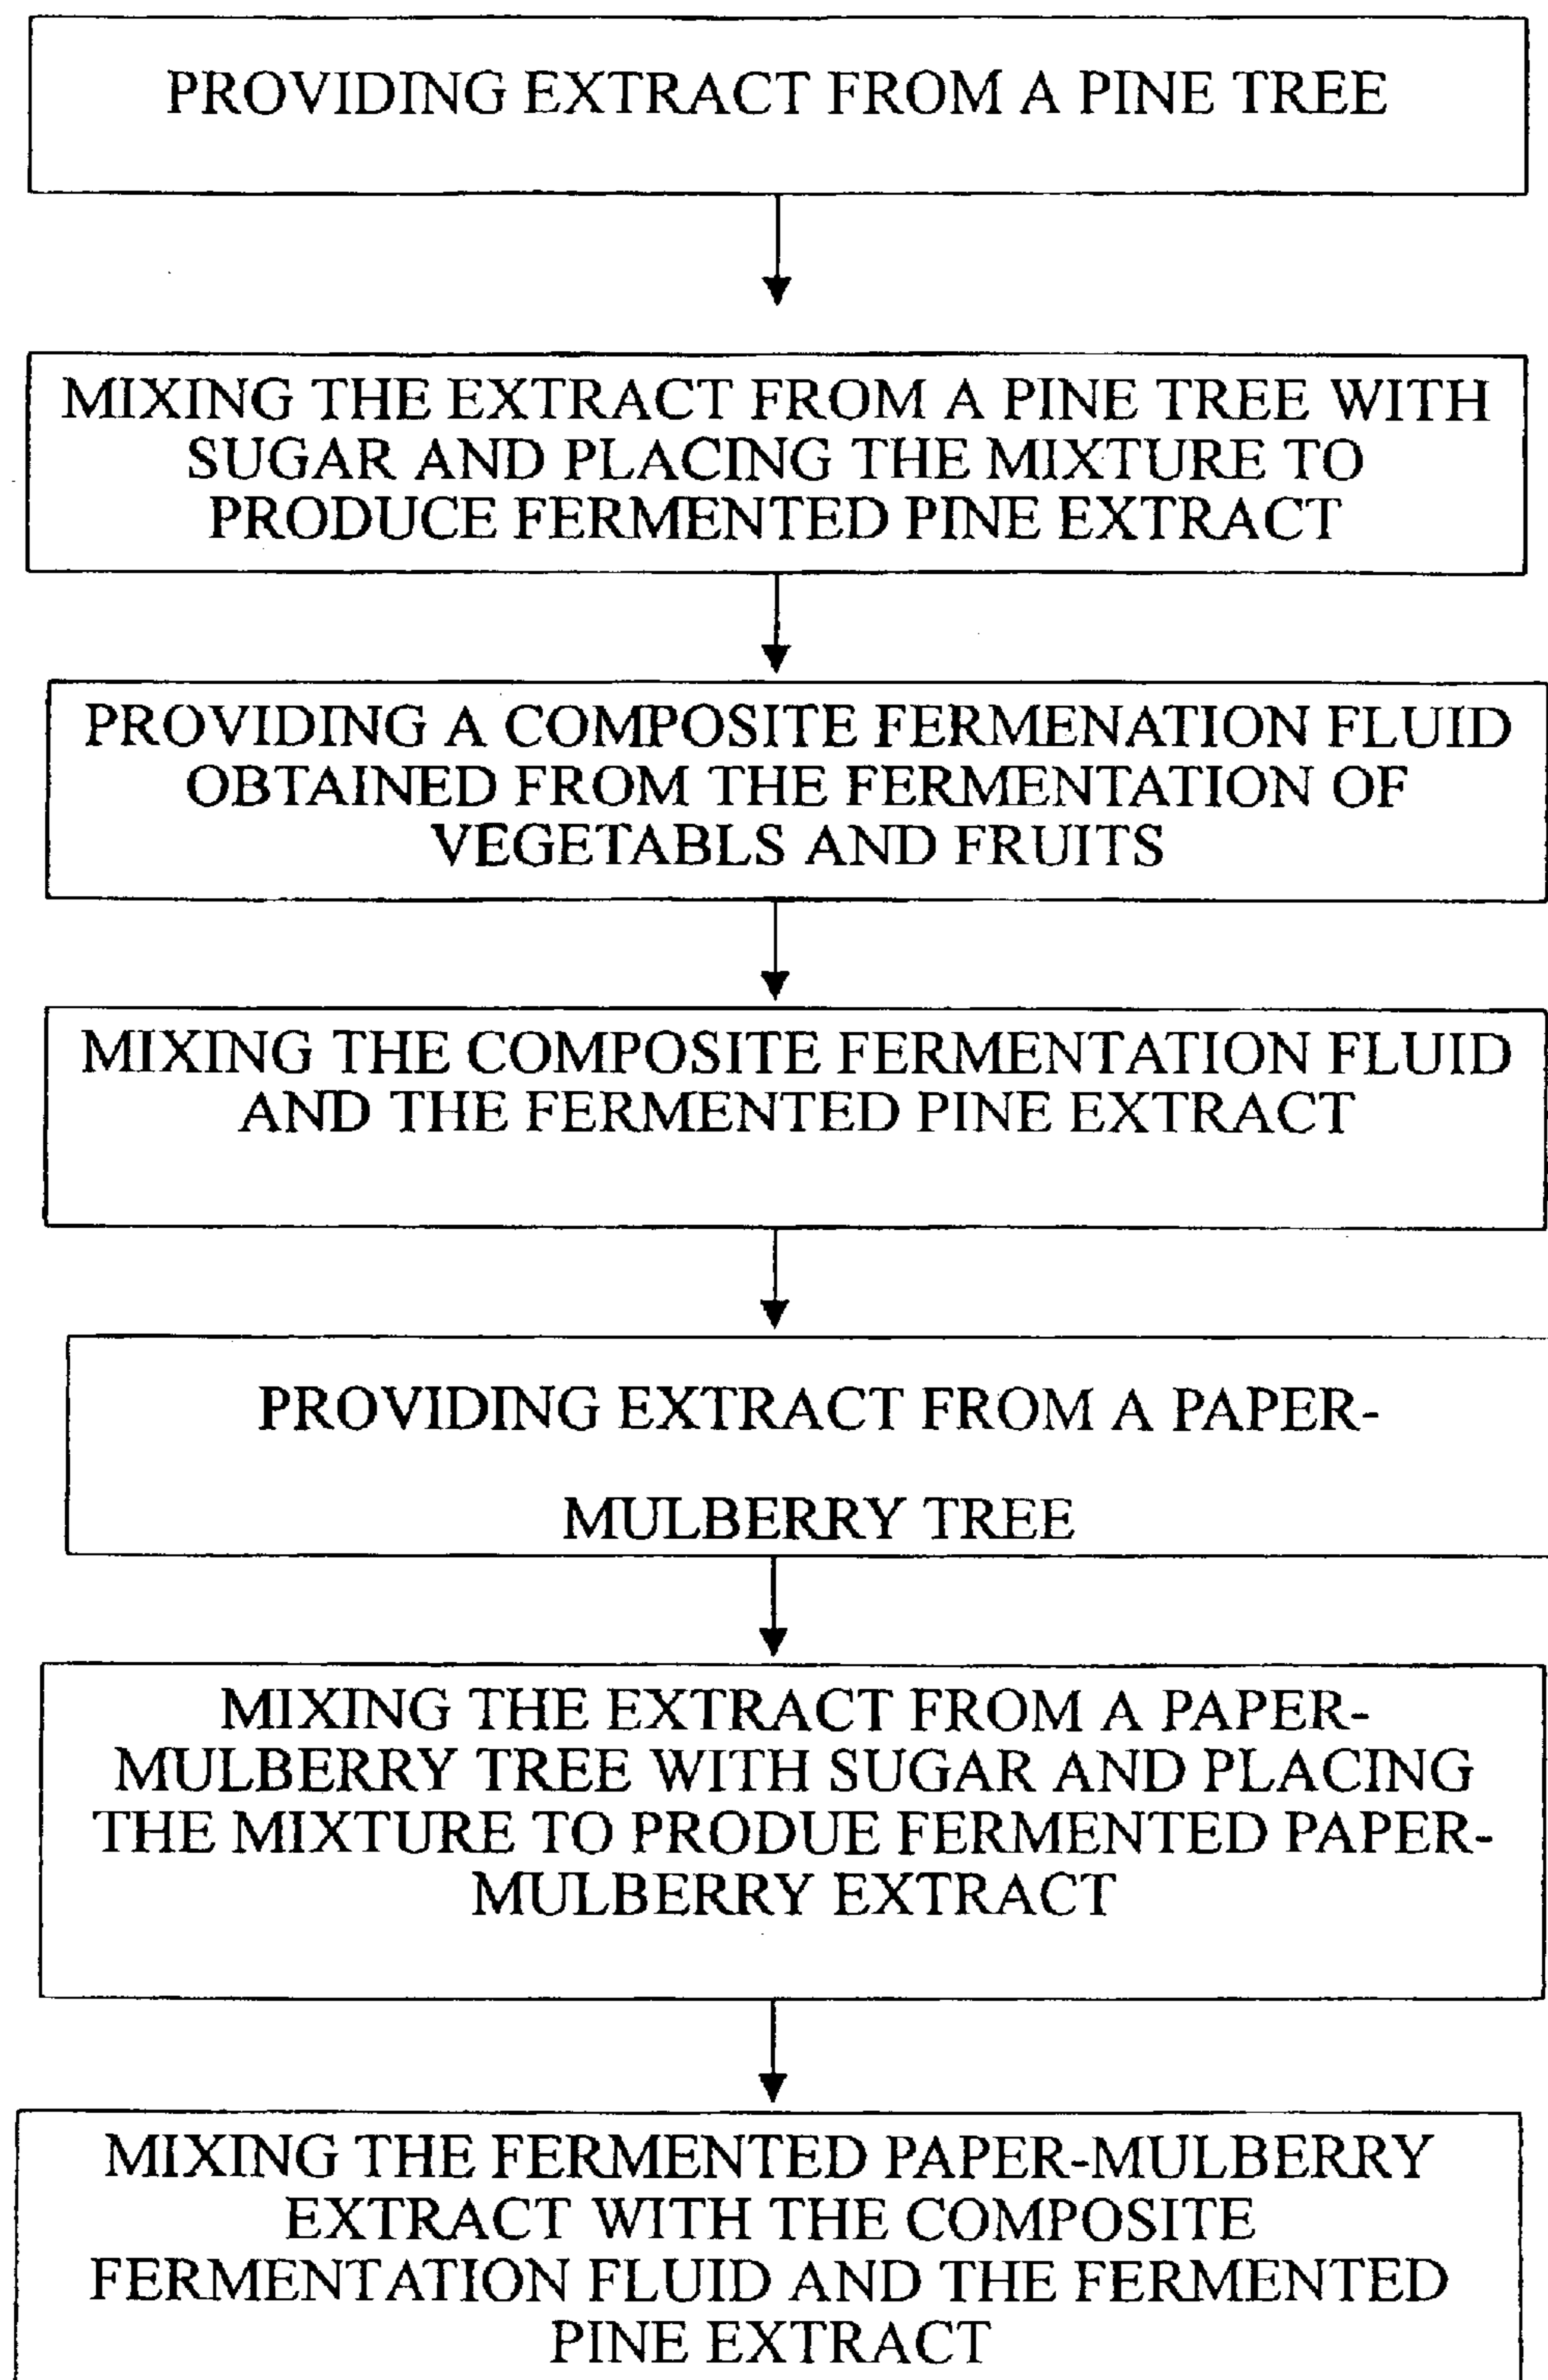 PROVIDING EXTRACT FROM A PINE TREE
MIXING THE EXTRACT FROM A PINE TREE WITH
SUGAR AND PLACING THE MIXTURE TO
PRODUCE FERMENTED PINE EXTRACT
PROVIDING A COMPOSITE FERMENATION FLUID
OBTAINED FROM THE FERMENTATION OF
VEGETABLS AND FRUITS
MIXING THE COMPOSITE FERMENTATION FLUID
AND THE FERMENTED PINE EXTRACT
PROVIDING EXTRACT FROM A PAPER-
MULBERRY TREE
MIXING THE EXTRACT FROM A PAPER-
MULBERRY TREE WITH SUGAR AND PLACING
THE MIXTURE TO PRODUE FERMENTED PAPER-
MULBERRY EXTRACT
MIXING THE FERMENTED PAPER-MULBERRY
EXTRACT WITH THE COMPOSITE
FERMENTATION FLUID AND THE FERMENTED
PINE EXTRACT